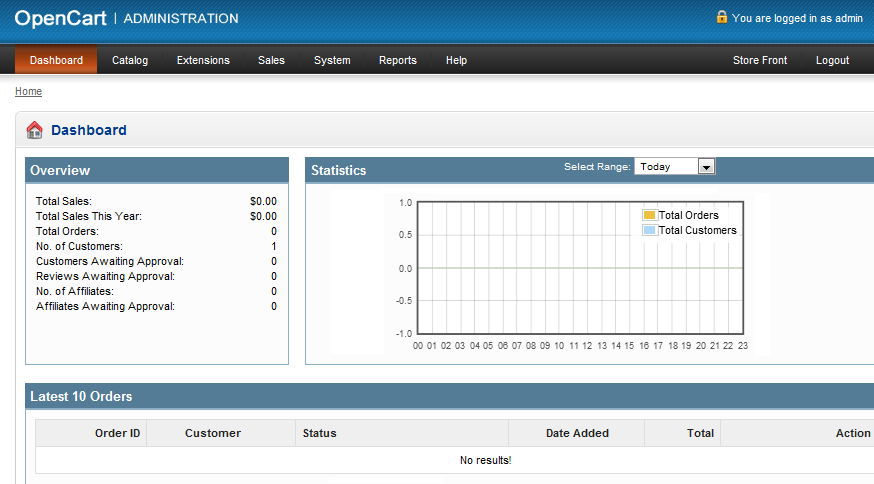 OpenCart | ADMINISTRATION
You are logged in as admin
Dashboard Catalog Extensions Sales System Reports Help Store Front Logout
Home
Dashboard
Overview
Total Sales: $0.00
Total Sales This Year: $0.00
Total Orders: 0
No. of Customers: 1
Customers Awaiting Approval: 0
Reviews Awaiting Approval: 0
No. of Affiliates: 0
Affiliates Awaiting Approval: 0
Statistics
Select Range: Today
Total Orders
Total Customers
1.0
0.5
0.0
-0.5
-1.0
00 01 02 03 04 05 06 07 08 09 10 11 12 13 14 15 16 17 18 19 20 21 22 23
Latest 10 Orders
Order ID Customer Status Date Added Total Action
No results!